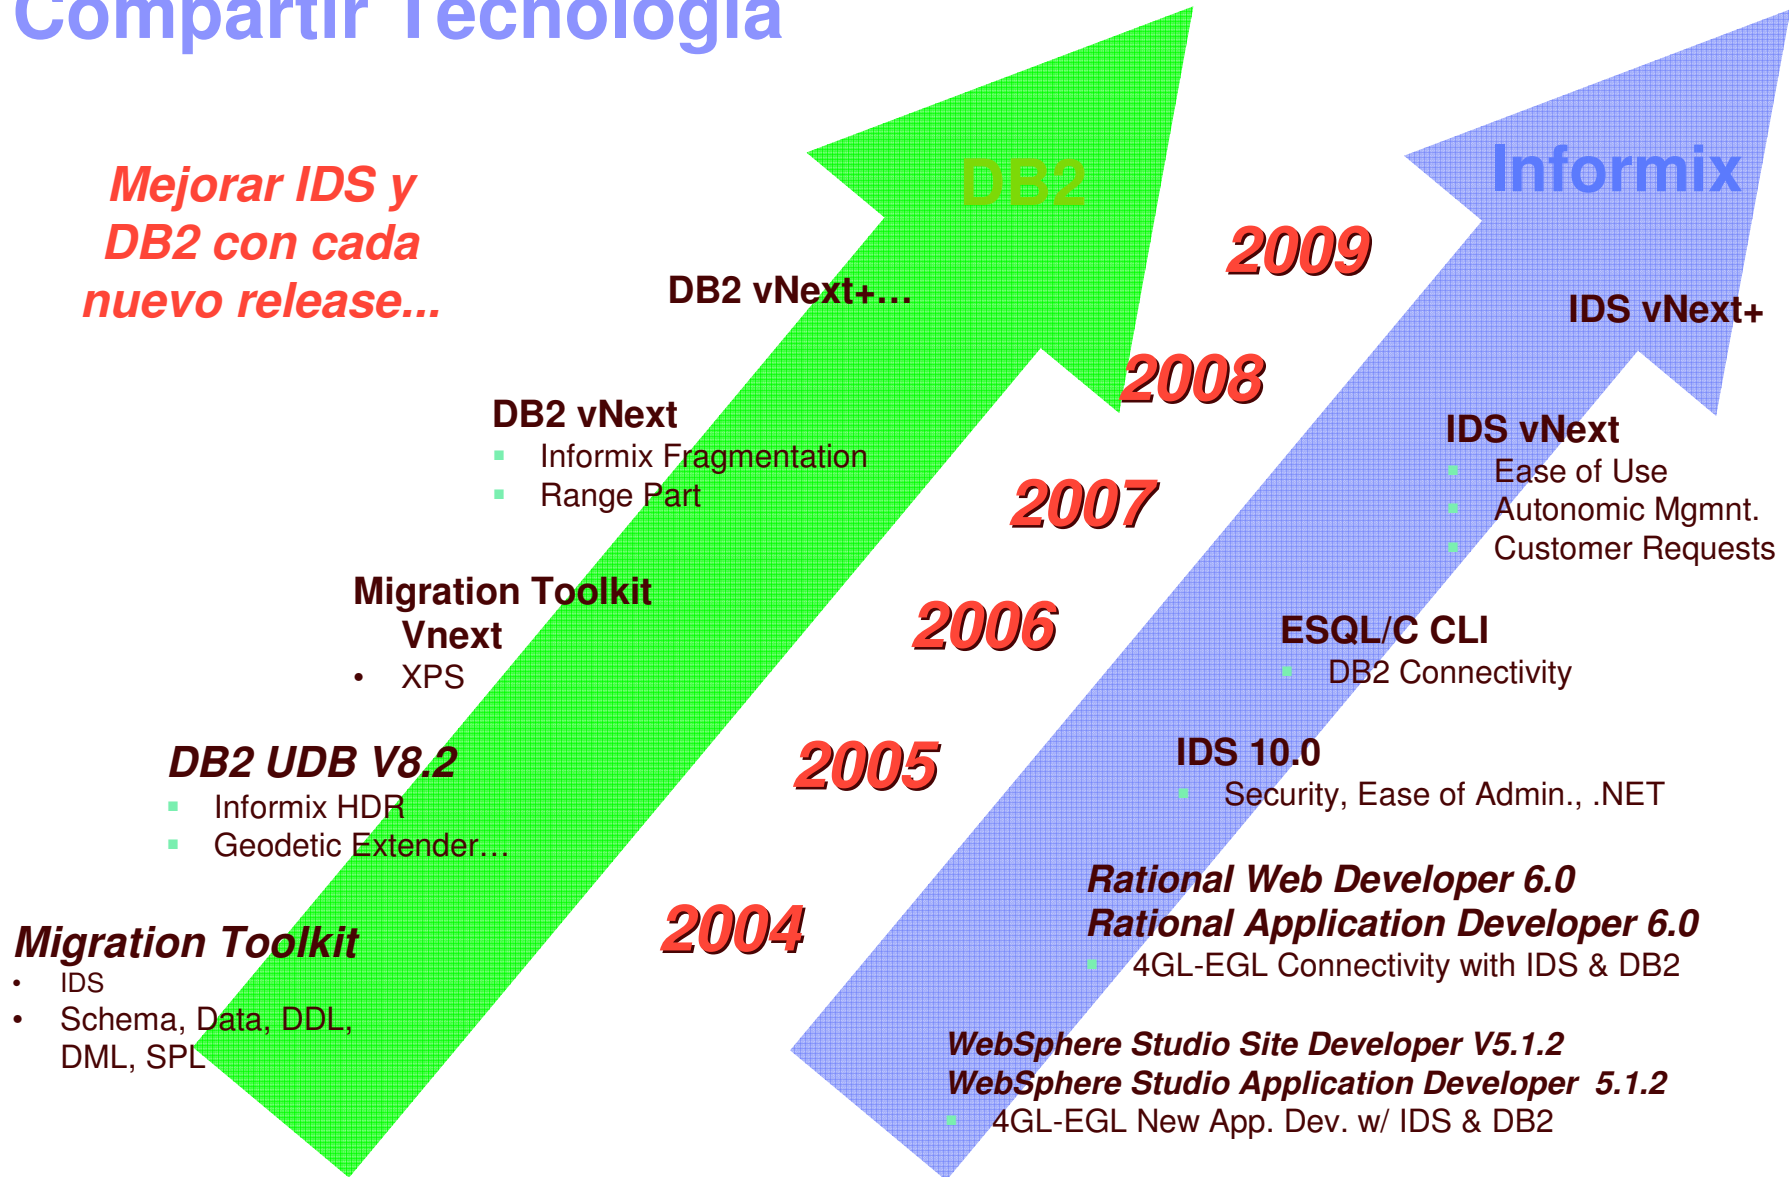 Compartir Tecnología
Mejorar IDS y
DB2 con cada
nuevo release...
DB2
Informix
2009
DB2 vNext+…
IDS vNext+
2008
DB2 vNext
Informix Fragmentation
Range Part
IDS vNext
Ease of Use
Autonomic Mgmnt.
Customer Requests
2007
Migration Toolkit
Vnext
• XPS
2006
ESQL/C CLI
DB2 Connectivity
DB2 UDB V8.2
Informix HDR
Geodetic Extender…
2005
IDS 10.0
Security, Ease of Admin., .NET
Rational Web Developer 6.0
Rational Application Developer 6.0
4GL-EGL Connectivity with IDS & DB2
2004
Migration Toolkit
• IDS
• Schema, Data, DDL,
DML, SPL
WebSphere Studio Site Developer V5.1.2
WebSphere Studio Application Developer 5.1.2
4GL-EGL New App. Dev. w/ IDS & DB2